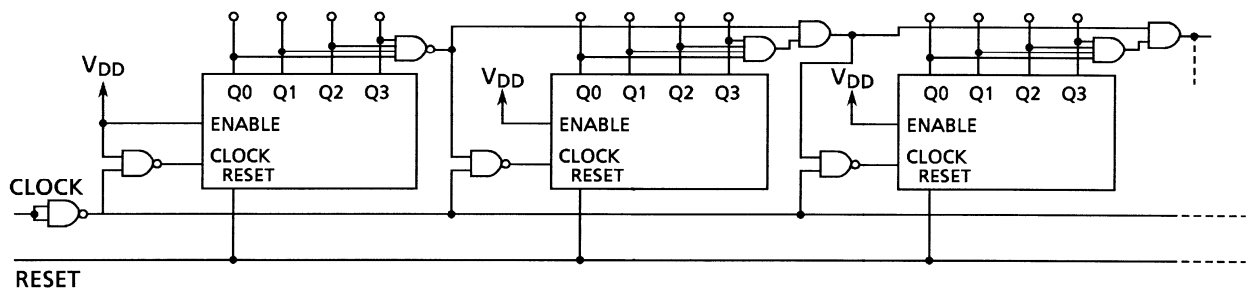 VDD
Q0 Q1 Q2 Q3
ENABLE
CLOCK
RESET
VDD
Q0 Q1 Q2 Q3
ENABLE
CLOCK
RESET
VDD
Q0 Q1 Q2 Q3
ENABLE
CLOCK
RESET
CLOCK
RESET